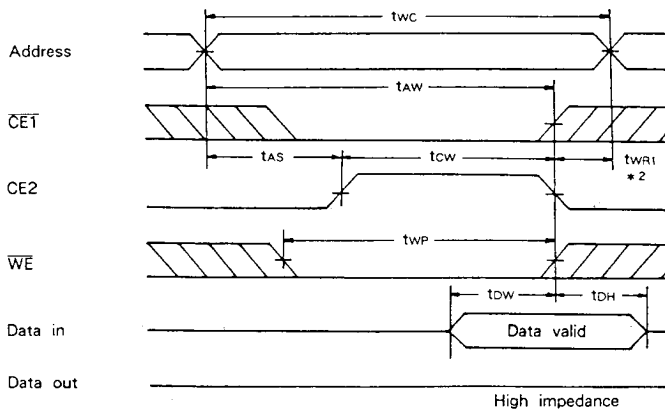 tWC
Address
tAW
CE1
tAS tCW tWR1
*2
CE2
tWP
WE
tDW tDH
Data in Data valid
Data out
High impedance